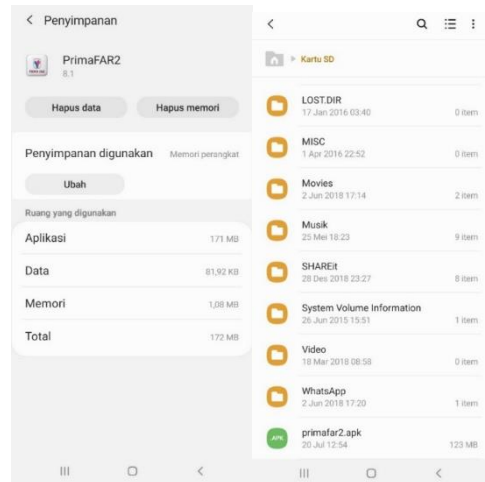 Penyimpanan
PrimaFAR2
8.1
Hapus data
Hapus memori
Penyimpanan digunakan
Memori perangkat
Ubah
Ruang yang digunakan
Aplikasi
171 MB
Data
81,92 KB
Memori
1,08 MB
Total
172 MB
Kartu SD
LOST.DIR
17 Jan 2016 03:40
0 item
MISC
1 Apr 2016 22:52
0 item
Movies
2 Jun 2018 17:14
2 item
Musik
25 Mei 18:23
9 item
SHAREit
28 Des 2018 23:27
8 item
System Volume Information
26 Jun 2015 15:51
1 item
Video
18 Mar 2018 08:58
0 item
WhatsApp
2 Jun 2018 17:20
1 item
APK
primafar2.apk
20 Jul 12:54
123 MB